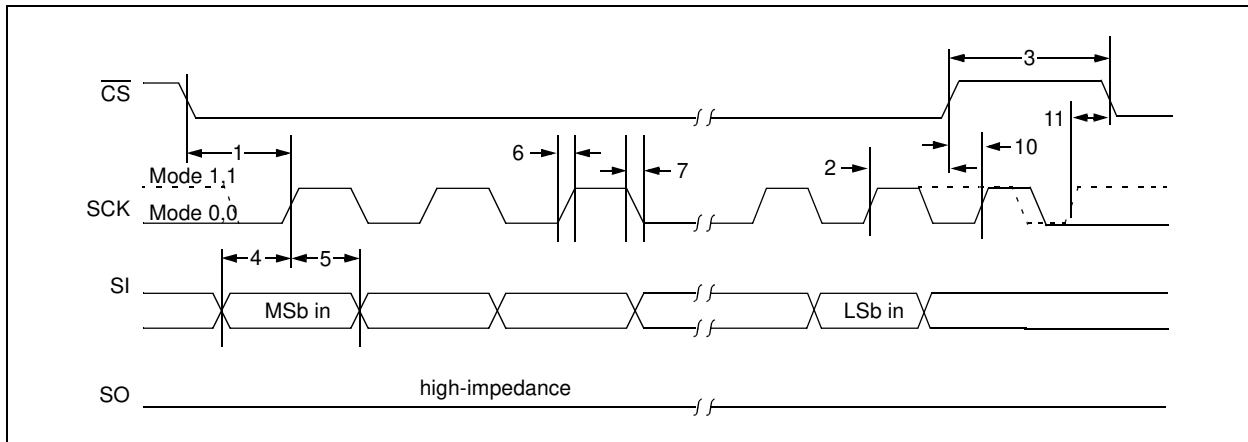 3
CS
11
1
6
7
2
10
Mode 1,1
SCK
Mode 0,0
4
5
SI
MSb in
LSb in
SO
high-impedance